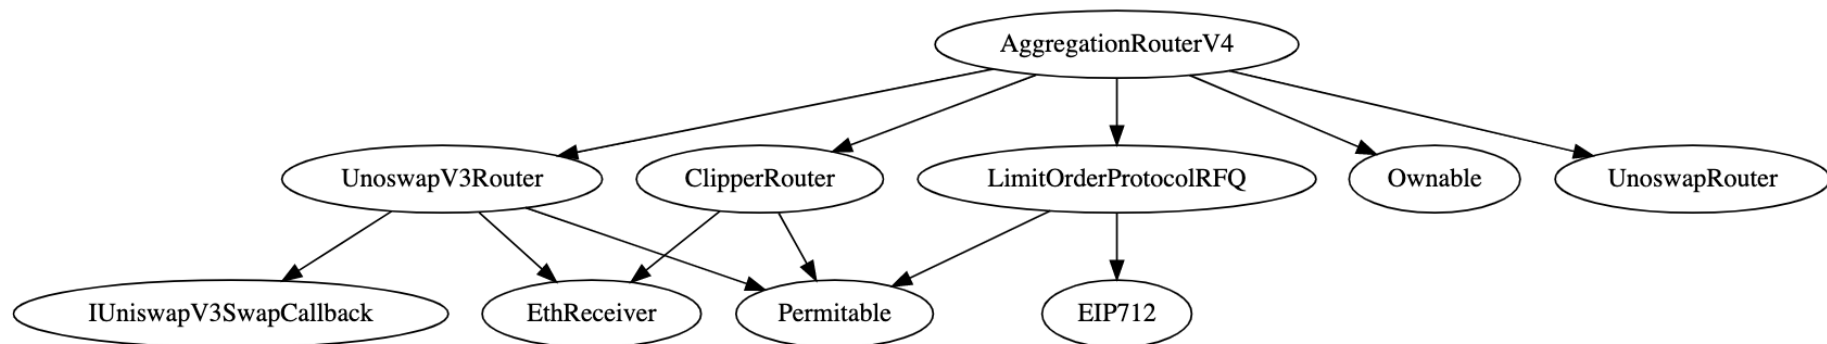 AggregationRouterV4
UnoswapV3Router
ClipperRouter
LimitOrderProtocolRFQ
Ownable
UnoswapRouter
IUniswapV3SwapCallback
EthReceiver
Permitable
EIP712